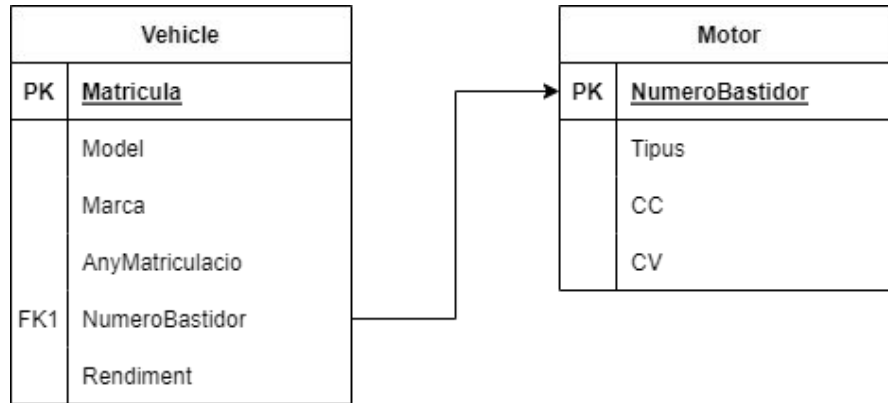 Vehicle
PK Matricula
Model
Marca
AnyMatriculacio
FK1 NumeroBastidor
Rendiment
Motor
PK NumeroBastidor
Tipus
CC
CV